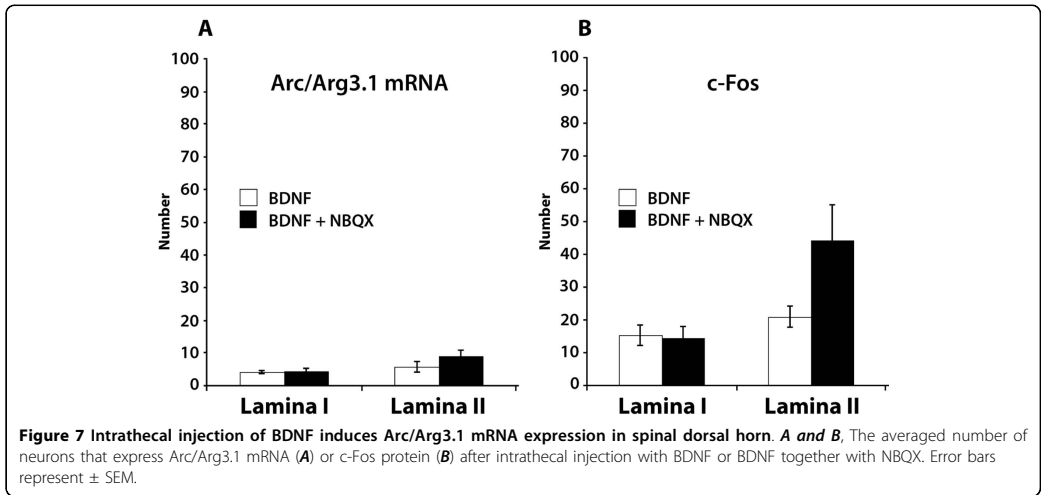 A
100
90
80
70
60
50
40
30
20
10
0
Number
Arc/Arg3.1 mRNA
BDNF
BDNF + NBQX
Lamina I
Lamina II
B
100
90
80
70
60
50
40
30
20
10
0
Number
c-Fos
BDNF
BDNF + NBQX
Lamina I
Lamina II
Figure 7 Intrathecal injection of BDNF induces Arc/Arg3.1 mRNA expression in spinal dorsal horn. A and B, The averaged number of
neurons that express Arc/Arg3.1 mRNA (A) or c-Fos protein (B) after intrathecal injection with BDNF or BDNF together with NBQX. Error bars
represent ± SEM.